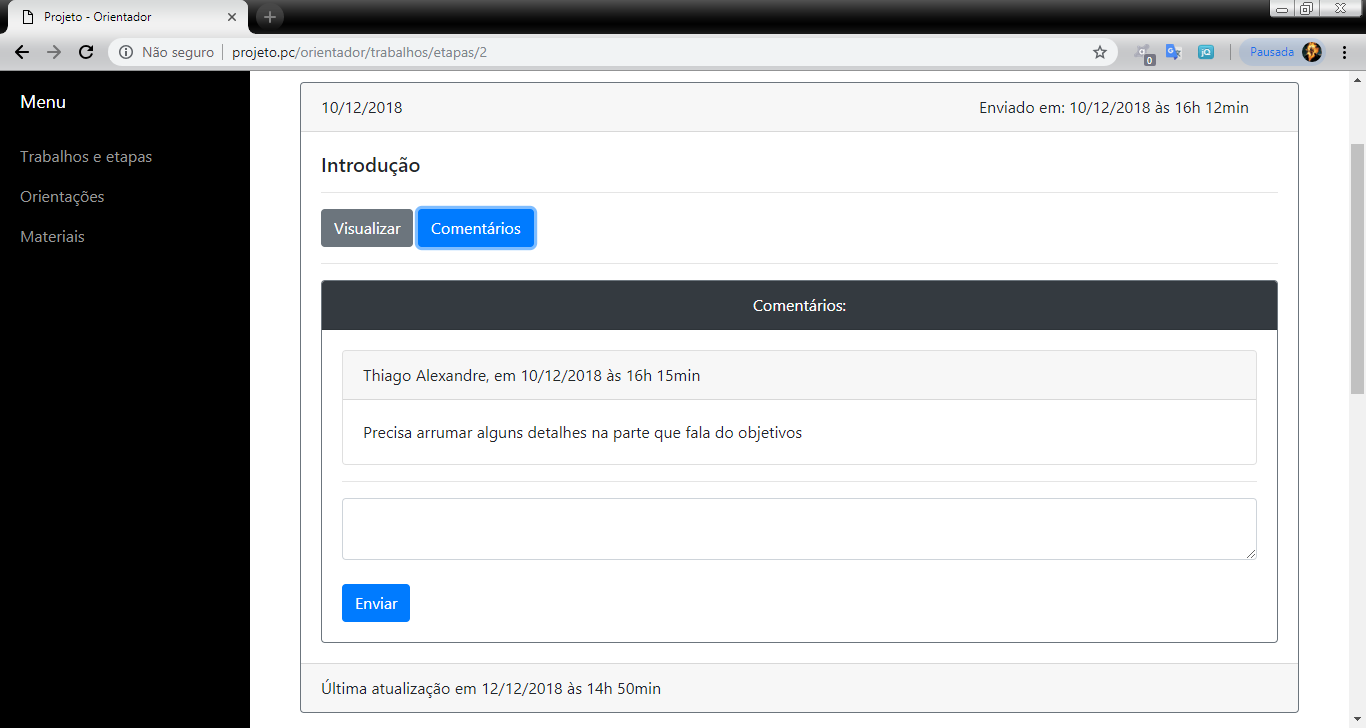 Projeto - Orientador
Não seguro
projeto.pc/orientador/trabalhos/etapas/2
0
jQ
Pausada
Menu
Trabalhos e etapas
Orientações
Materiais
10/12/2018
Enviado em: 10/12/2018 às 16h 12min
Introdução
Visualizar
Comentários
Comentários:
Thiago Alexandre, em 10/12/2018 às 16h 15min
Precisa arrumar alguns detalhes na parte que fala do objetivos
Enviar
Última atualização em 12/12/2018 às 14h 50min